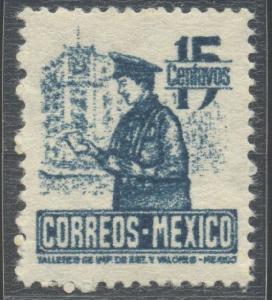 15
Centavos
CORREOS-MEXICO
TALLERES DE IMP. DE EST. Y VALORES - MEXICO